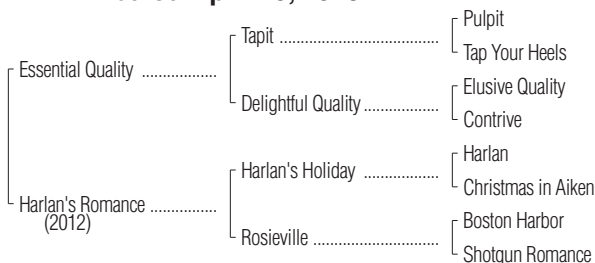 Pulpit
Tapit
Tap Your Heels
Essential Quality
Elusive Quality
Delightful Quality
Contrive
Harlan
Harlan's Holiday
Christmas in Aiken
Harlan's Romance
(2012)
Boston Harbor
Rosieville
Shotgun Romance